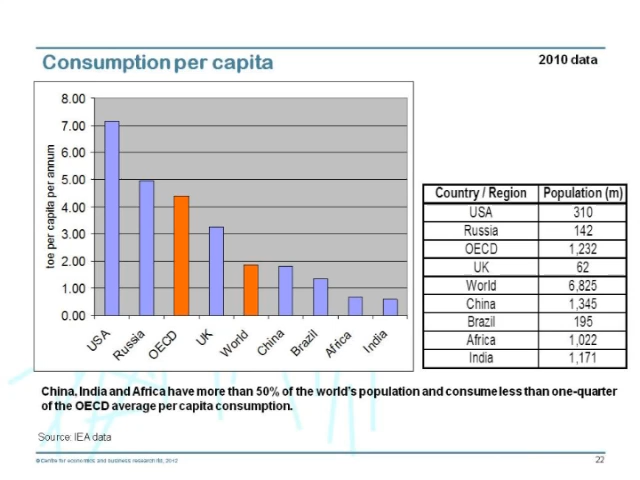 Consumption per capita
2010 data
8.00
7.00
6.00
5.00
4.00
3.00
2.00
1.00
0.00
toe per capita per annum
USA
Russia
OECD
UK
World
China
Brazil
Africa
India
Country / Region Population (m)
USA 310
Russia 142
OECD 1,232
UK 62
World 6,825
China 1,345
Brazil 195
Africa 1,022
India 1,171
China, India and Africa have more than 50% of the world's population and consume less than one-quarter
of the OECD average per capita consumption.
Source: IEA data
© Centre for economics and business research ltd, 2012
22